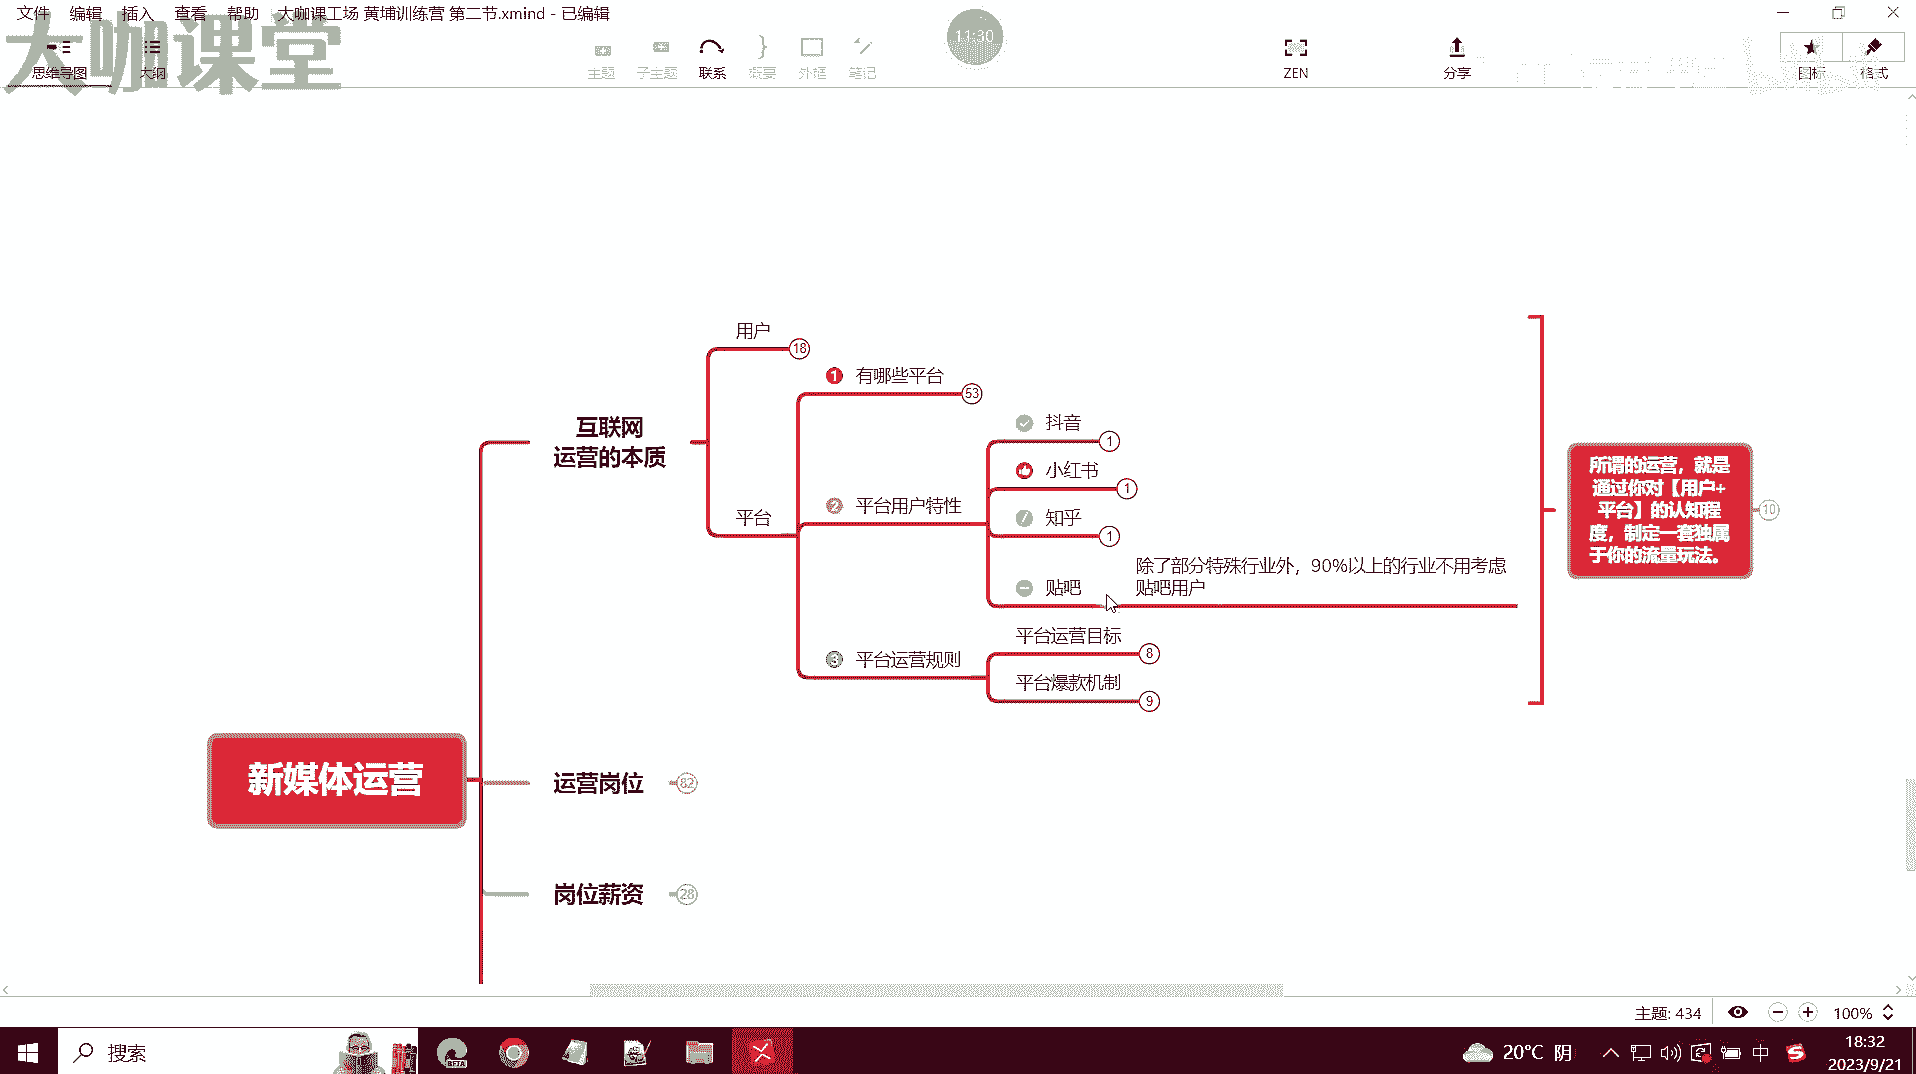 文件 编辑 插入 查看 帮助 大咖课工场 黄埔训练营 第二节.xmind - 已编辑
大咖课堂
11:30
思维导图 大纲 主题 子主题 联系 概要 外框 笔记 ZEN 分享 图标 格式
用户 18
1 有哪些平台 53
抖音 1
互联网
运营的本质
小红书 1
2 平台用户特性
知乎 1
平台
除了部分特殊行业外，90%以上的行业不用考虑
贴吧用户
贴吧
平台运营目标 8
3 平台运营规则
平台爆款机制 9
所谓的运营，就是
通过你对【用户+
平台】的认知程
度，制定一套独属
于你的流量玩法。
10
新媒体运营
运营岗位 82
岗位薪资 28
主题: 434 100%
搜索
BETA
20°C 阴
中
18:32
2023/9/21